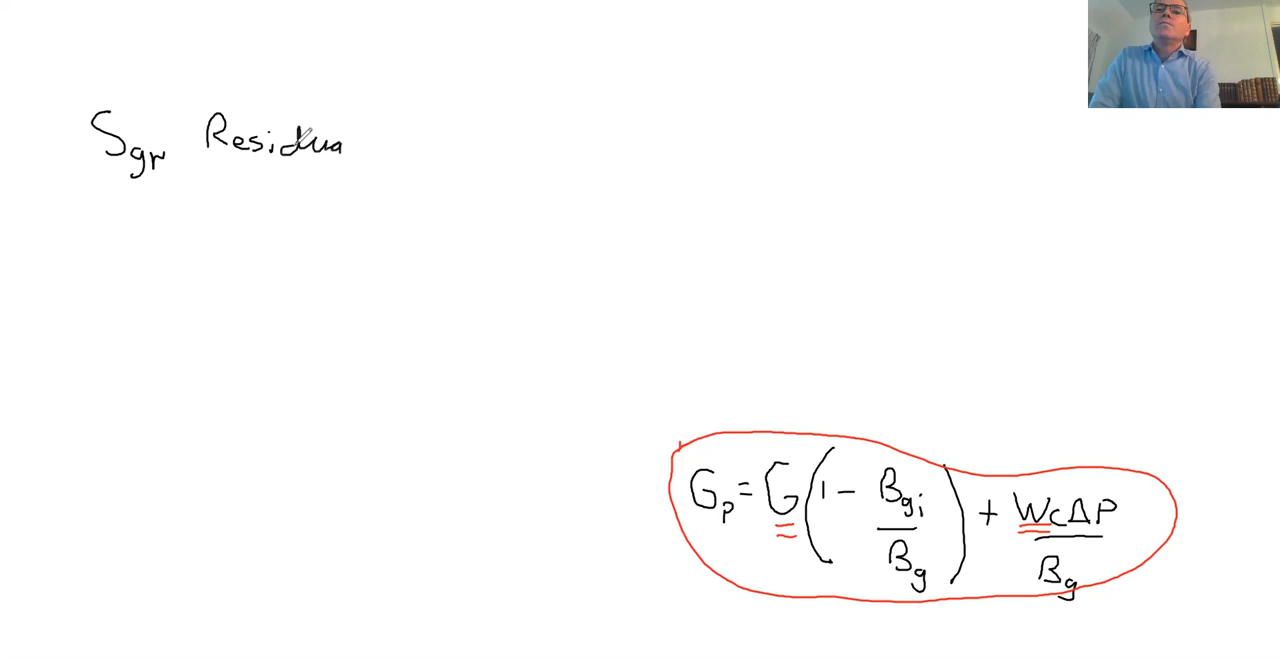 Sgr Residua
Gp = G (1 - Bgi / Bg) + WcΔP / Bg